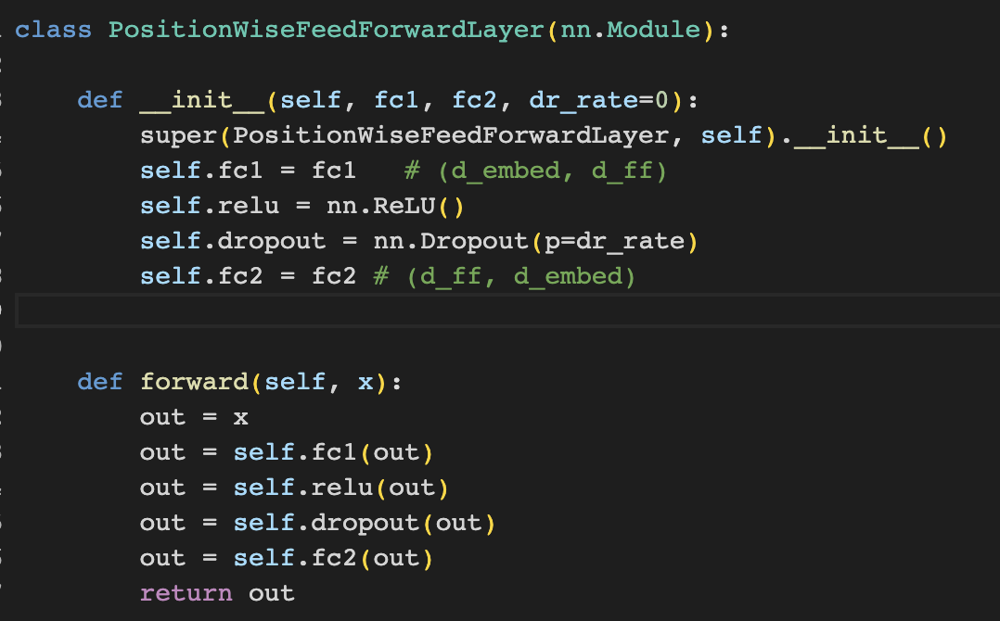 class PositionWiseFeedForwardLayer(nn.Module):
    def __init__(self, fc1, fc2, dr_rate=0):
        super(PositionWiseFeedForwardLayer, self).__init__()
        self.fc1 = fc1   # (d_embed, d_ff)
        self.relu = nn.ReLU()
        self.dropout = nn.Dropout(p=dr_rate)
        self.fc2 = fc2 # (d_ff, d_embed)
    def forward(self, x):
        out = x
        out = self.fc1(out)
        out = self.relu(out)
        out = self.dropout(out)
        out = self.fc2(out)
        return out